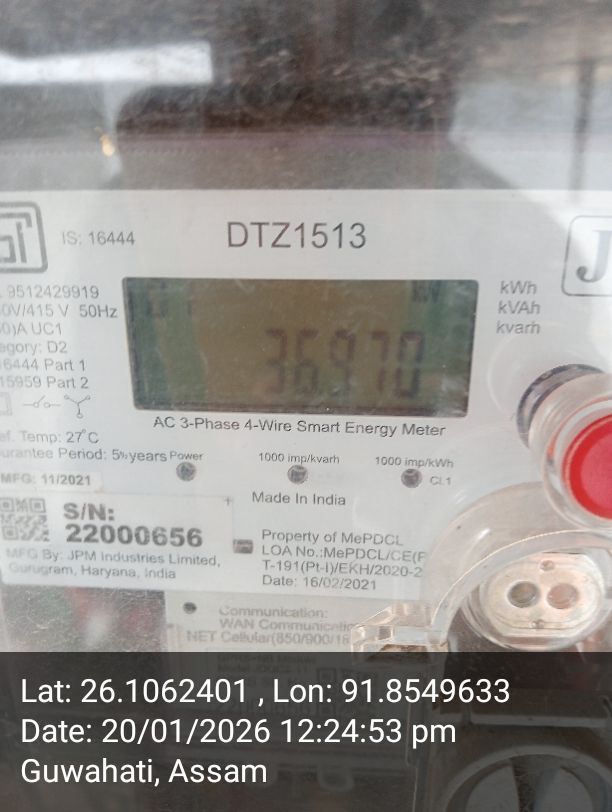 IS: 16444
DTZ1513
J
9512429919
0V/415 V 50Hz
0)A UC1
egory: D2
16444 Part 1
15959 Part 2
kWh
kVAh
kvarh
36970
AC 3-Phase 4-Wire Smart Energy Meter
ef. Temp: 27°C
uarantee Period: 5½years
Power
1000 imp/kvarh
1000 imp/kWh
Cl.1
MFG: 11/2021
Made In India
S/N:
22000656
MFG By: JPM Industries Limited,
Gurugram, Haryana, India
Property of MePDCL
LOA No.:MePDCL/CE(P
T-191(Pt-I)/EKH/2020-2
Date: 16/02/2021
Communication:
WAN Communicatio
NET Cellular(850/900/18
Lat: 26.1062401 , Lon: 91.8549633
Date: 20/01/2026 12:24:53 pm
Guwahati, Assam